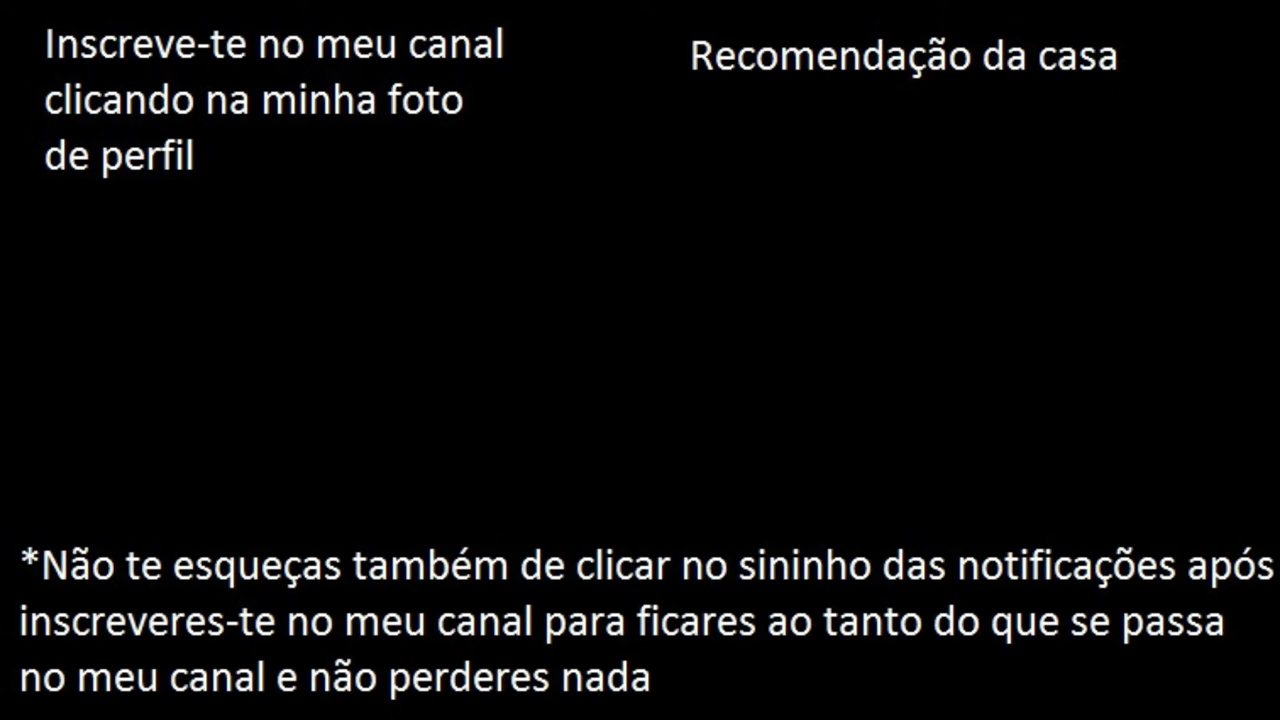 Inscreve-te no meu canal
clicando na minha foto
de perfil
Recomendação da casa
*Não te esqueças também de clicar no sininho das notificações após
inscreveres-te no meu canal para ficares ao tanto do que se passa
no meu canal e não perderes nada